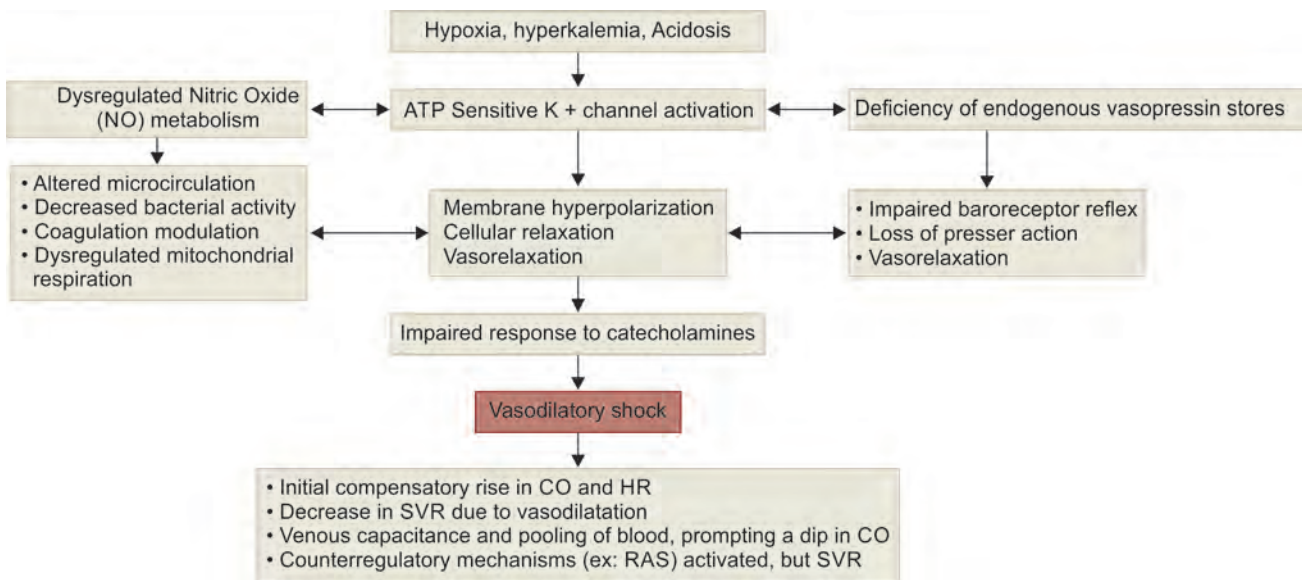 Hypoxia, hyperkalemia, Acidosis
Dysregulated Nitric Oxide
(NO) metabolism
ATP Sensitive K + channel activation
Deficiency of endogenous vasopressin stores
• Altered microcirculation
• Decreased bacterial activity
• Coagulation modulation
• Dysregulated mitochondrial
respiration
Membrane hyperpolarization
Cellular relaxation
Vasorelaxation
• Impaired baroreceptor reflex
• Loss of presser action
• Vasorelaxation
Impaired response to catecholamines
Vasodilatory shock
• Initial compensatory rise in CO and HR
• Decrease in SVR due to vasodilatation
• Venous capacitance and pooling of blood, prompting a dip in CO
• Counterregulatory mechanisms (ex: RAS) activated, but SVR